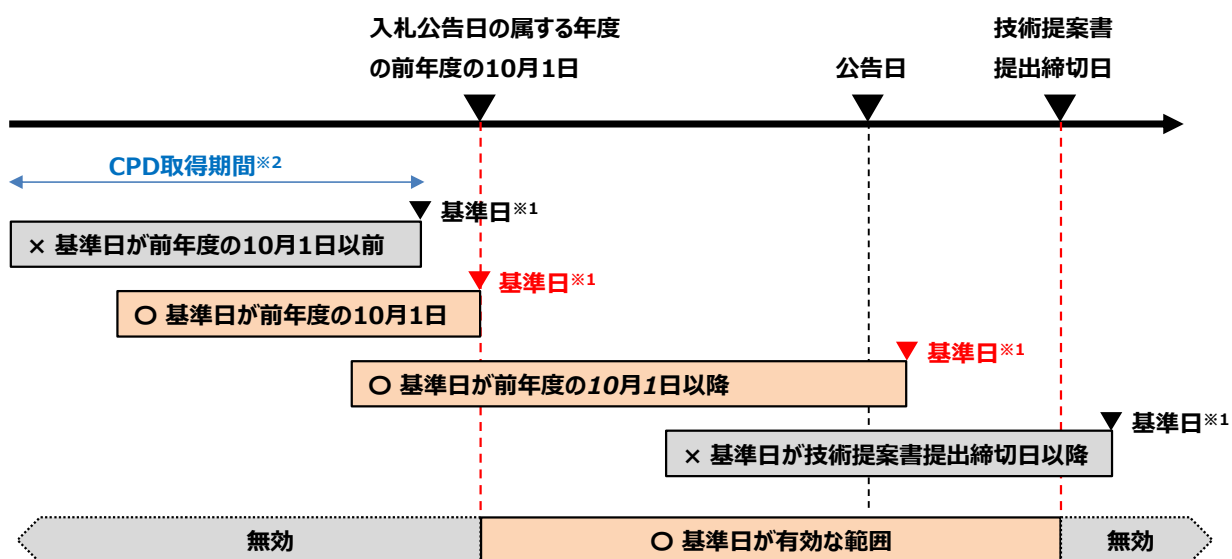 入札公告日の属する年度
の前年度の10月1日
公告日
技術提案書
提出締切日
CPD取得期間※2
基準日※1
× 基準日が前年度の10月1日以前
基準日※1
〇 基準日が前年度の10月1日
基準日※1
〇 基準日が前年度の10月1日以降
基準日※1
× 基準日が技術提案書提出締切日以降
無効
〇 基準日が有効な範囲
無効